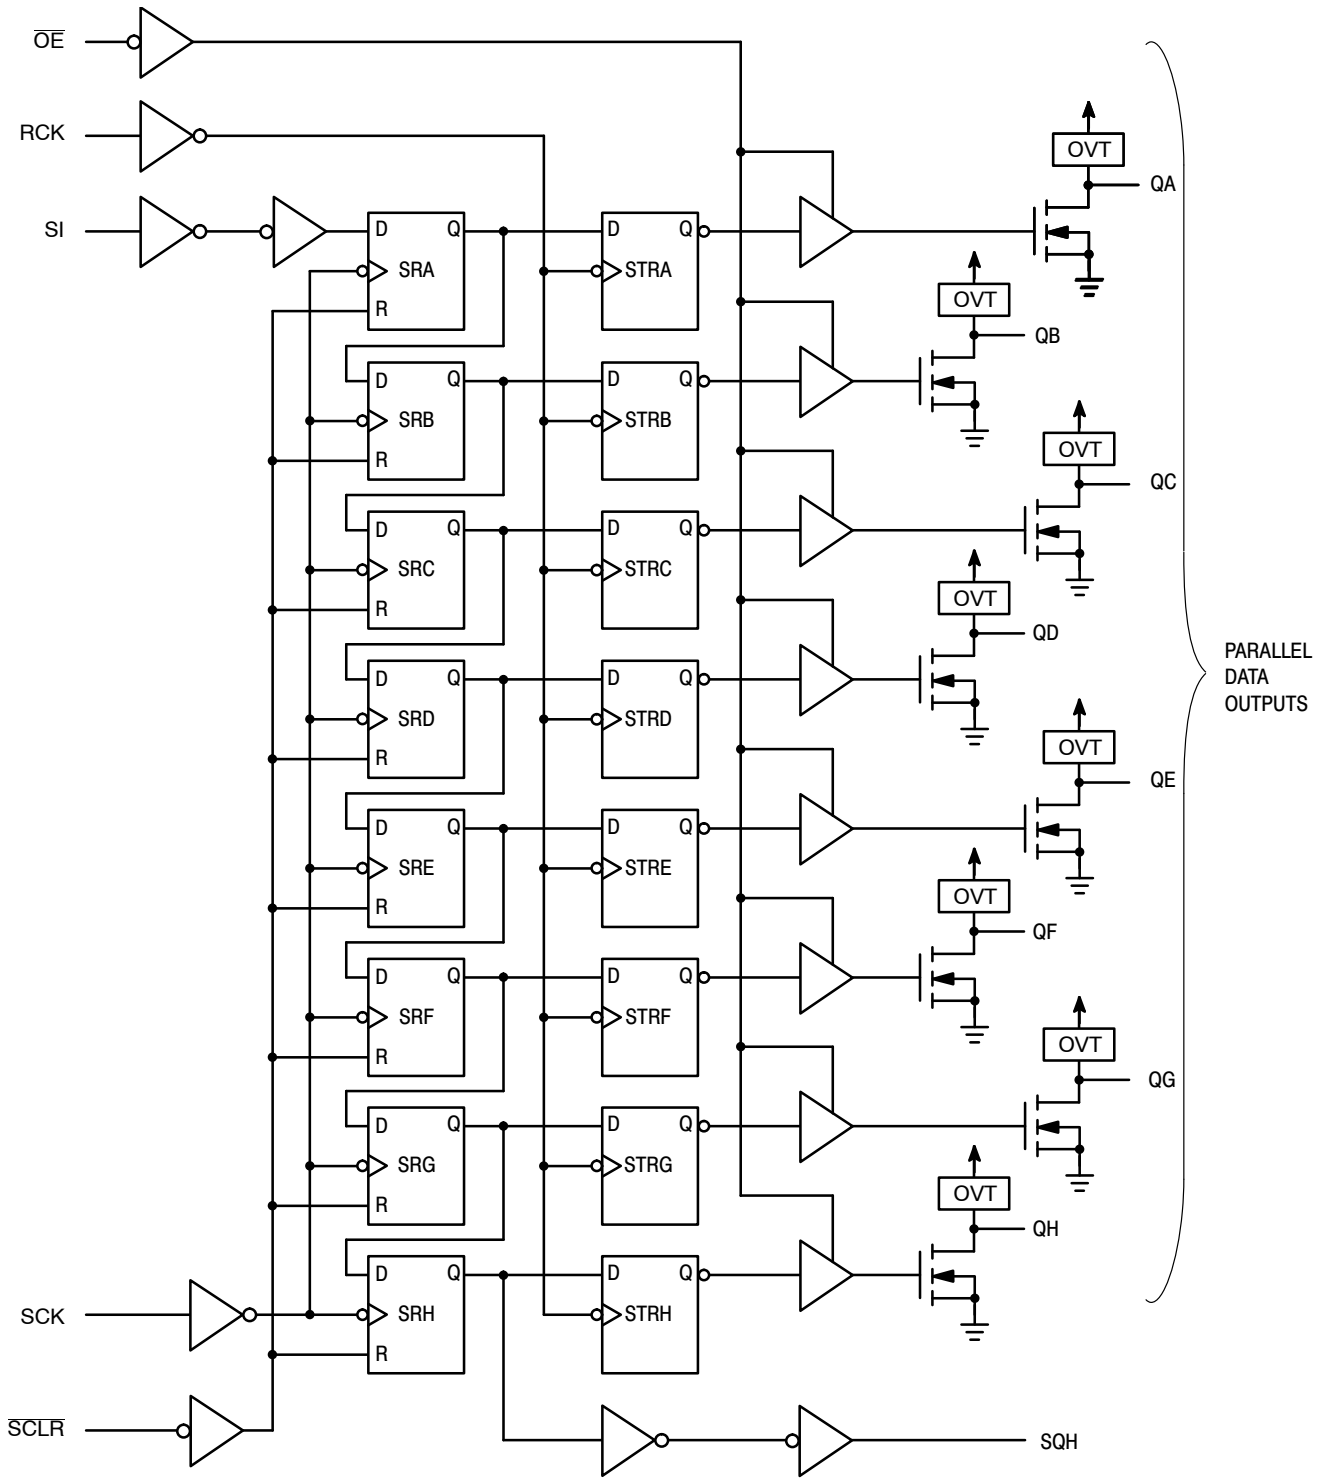 OE
RCK
OVT
QA
SI
D Q
SRA
R
D Q
STRA
OVT
QB
D Q
SRB
R
D Q
STRB
OVT
QC
D Q
SRC
R
D Q
STRC
OVT
QD
D Q
SRD
R
D Q
STRD
PARALLEL
DATA
OUTPUTS
OVT
QE
D Q
SRE
R
D Q
STRE
OVT
QF
D Q
SRF
R
D Q
STRF
OVT
QG
D Q
SRG
R
D Q
STRG
OVT
QH
D Q
SRH
R
D Q
STRH
SCK
SCLR
SQH